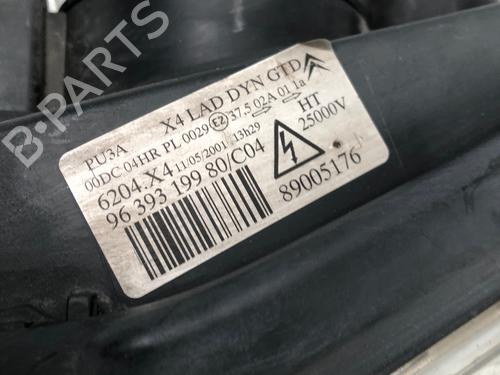 PU3A X4 LAD DYN GTD
00DC 04HR PL 0029 E2 37.5 02A 01 1a
6204.X4 11/05/2001 13h29 HT
96 393 199 80/C04 25000V
89005176
B-PARTS